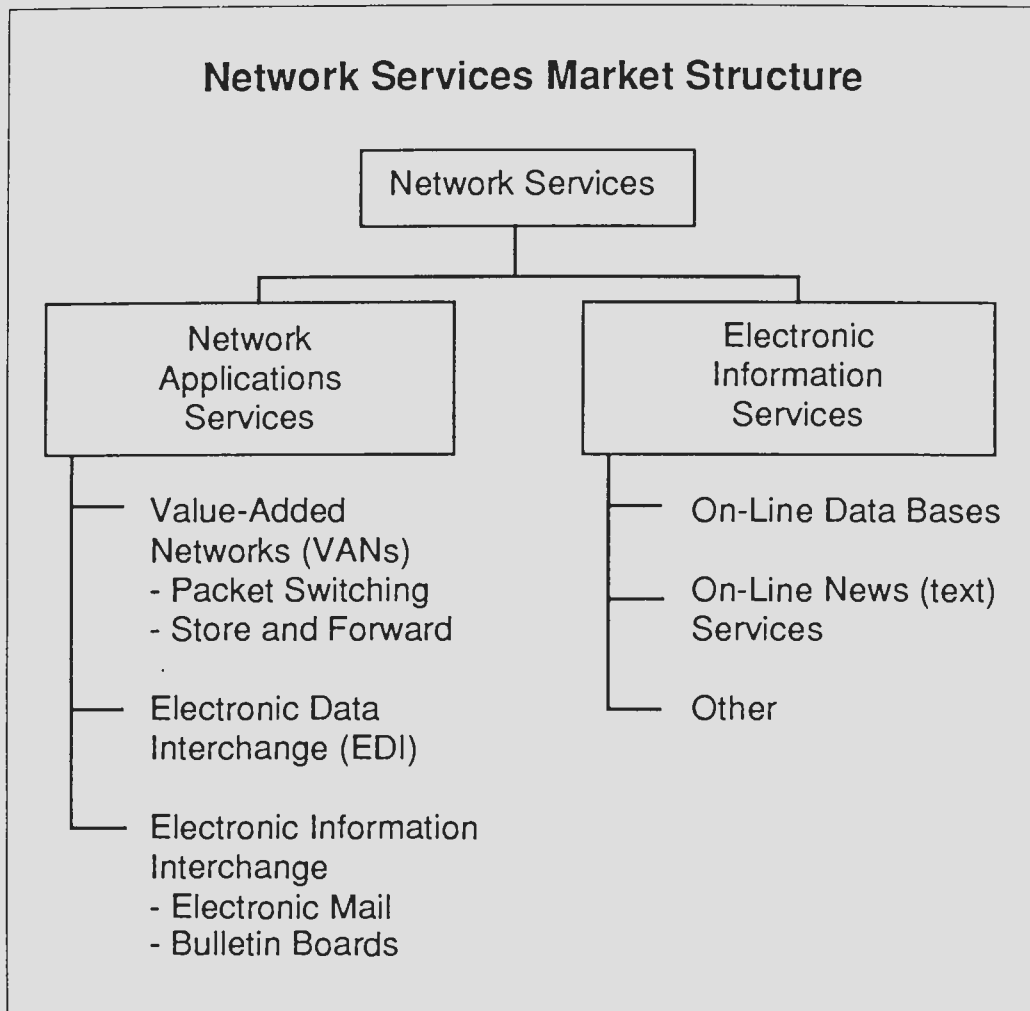 Network Services Market Structure
Network Services
Network
Applications
Services
Value-Added
Networks (VANs)
- Packet Switching
- Store and Forward
Electronic Data
Interchange (EDI)
Electronic Information
Interchange
- Electronic Mail
- Bulletin Boards
Electronic
Information
Services
On-Line Data Bases
On-Line News (text)
Services
Other